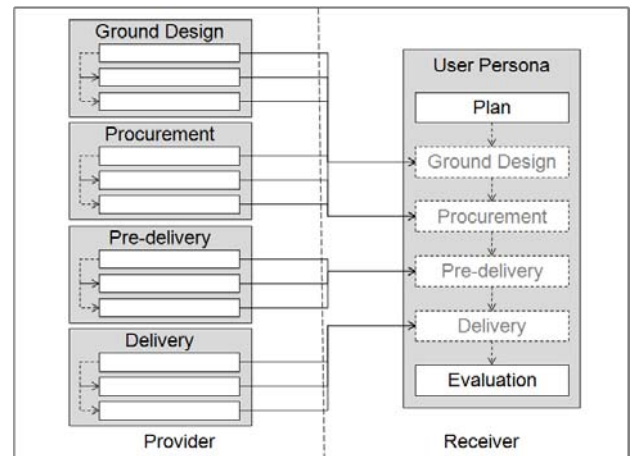 Ground Design
Procurement
Pre-delivery
Delivery
Provider
User Persona
Plan
Ground Design
Procurement
Pre-delivery
Delivery
Evaluation
Receiver